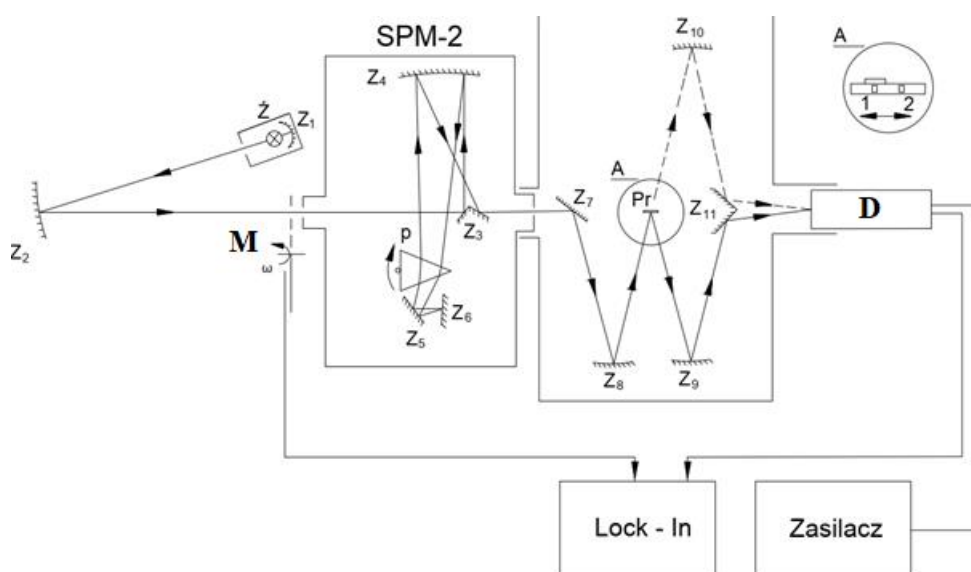 SPM-2
Z4
Ż
Z1
Z2
M
ω
Z3
p
Z5
Z6
Z7
Z8
A
Pr
Z9
Z10
Z11
A
1 2
D
Lock - In
Zasilacz